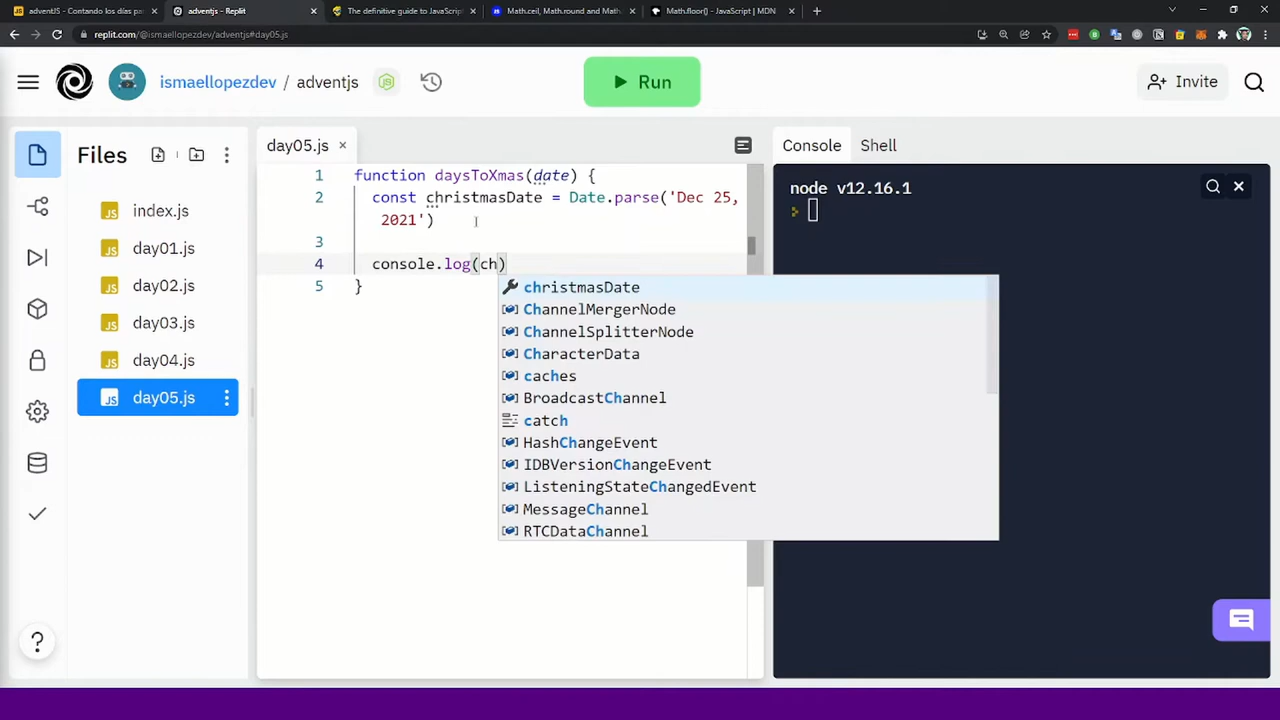 adventJS - Contando los días pa
adventjs - Replit
The definitive guide to JavaScript
Math.ceil, Math.round and Math
Math.floor() - JavaScript | MDN
replit.com/@ismaellopezdev/adventjs#day05.js
ismaellopezdev / adventjs
Run
Invite
Files
day05.js
Console
Shell
index.js
day01.js
day02.js
day03.js
day04.js
day05.js
1 function daysToXmas(date) {
2 const christmasDate = Date.parse('Dec 25,
2021')
3
4 console.log(ch)
5 }
christmasDate
ChannelMergerNode
ChannelSplitterNode
CharacterData
caches
BroadcastChannel
catch
HashChangeEvent
IDBVersionChangeEvent
ListeningStateChangedEvent
MessageChannel
RTCDataChannel
node v12.16.1
>
?